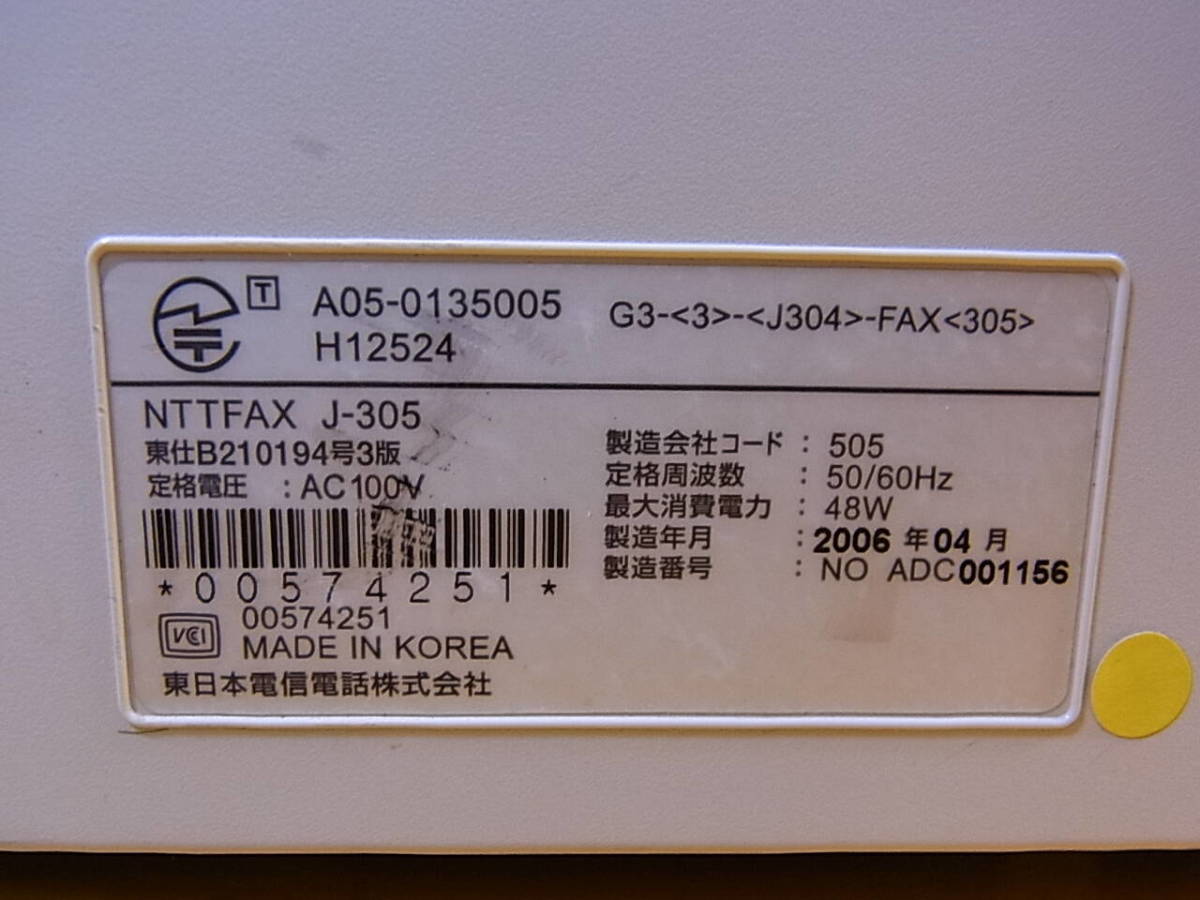 T
A05-0135005
H12524
G3-<3>-<J304>-FAX<305>
NTTFAX J-305
東仕B210194号3版
定格電圧 : AC100V
*00574251*
00574251
VCCI
MADE IN KOREA
東日本電信電話株式会社
製造会社コード : 505
定格周波数 : 50/60Hz
最大消費電力 : 48W
製造年月 : 2006 年 04 月
製造番号 : NO ADC001156